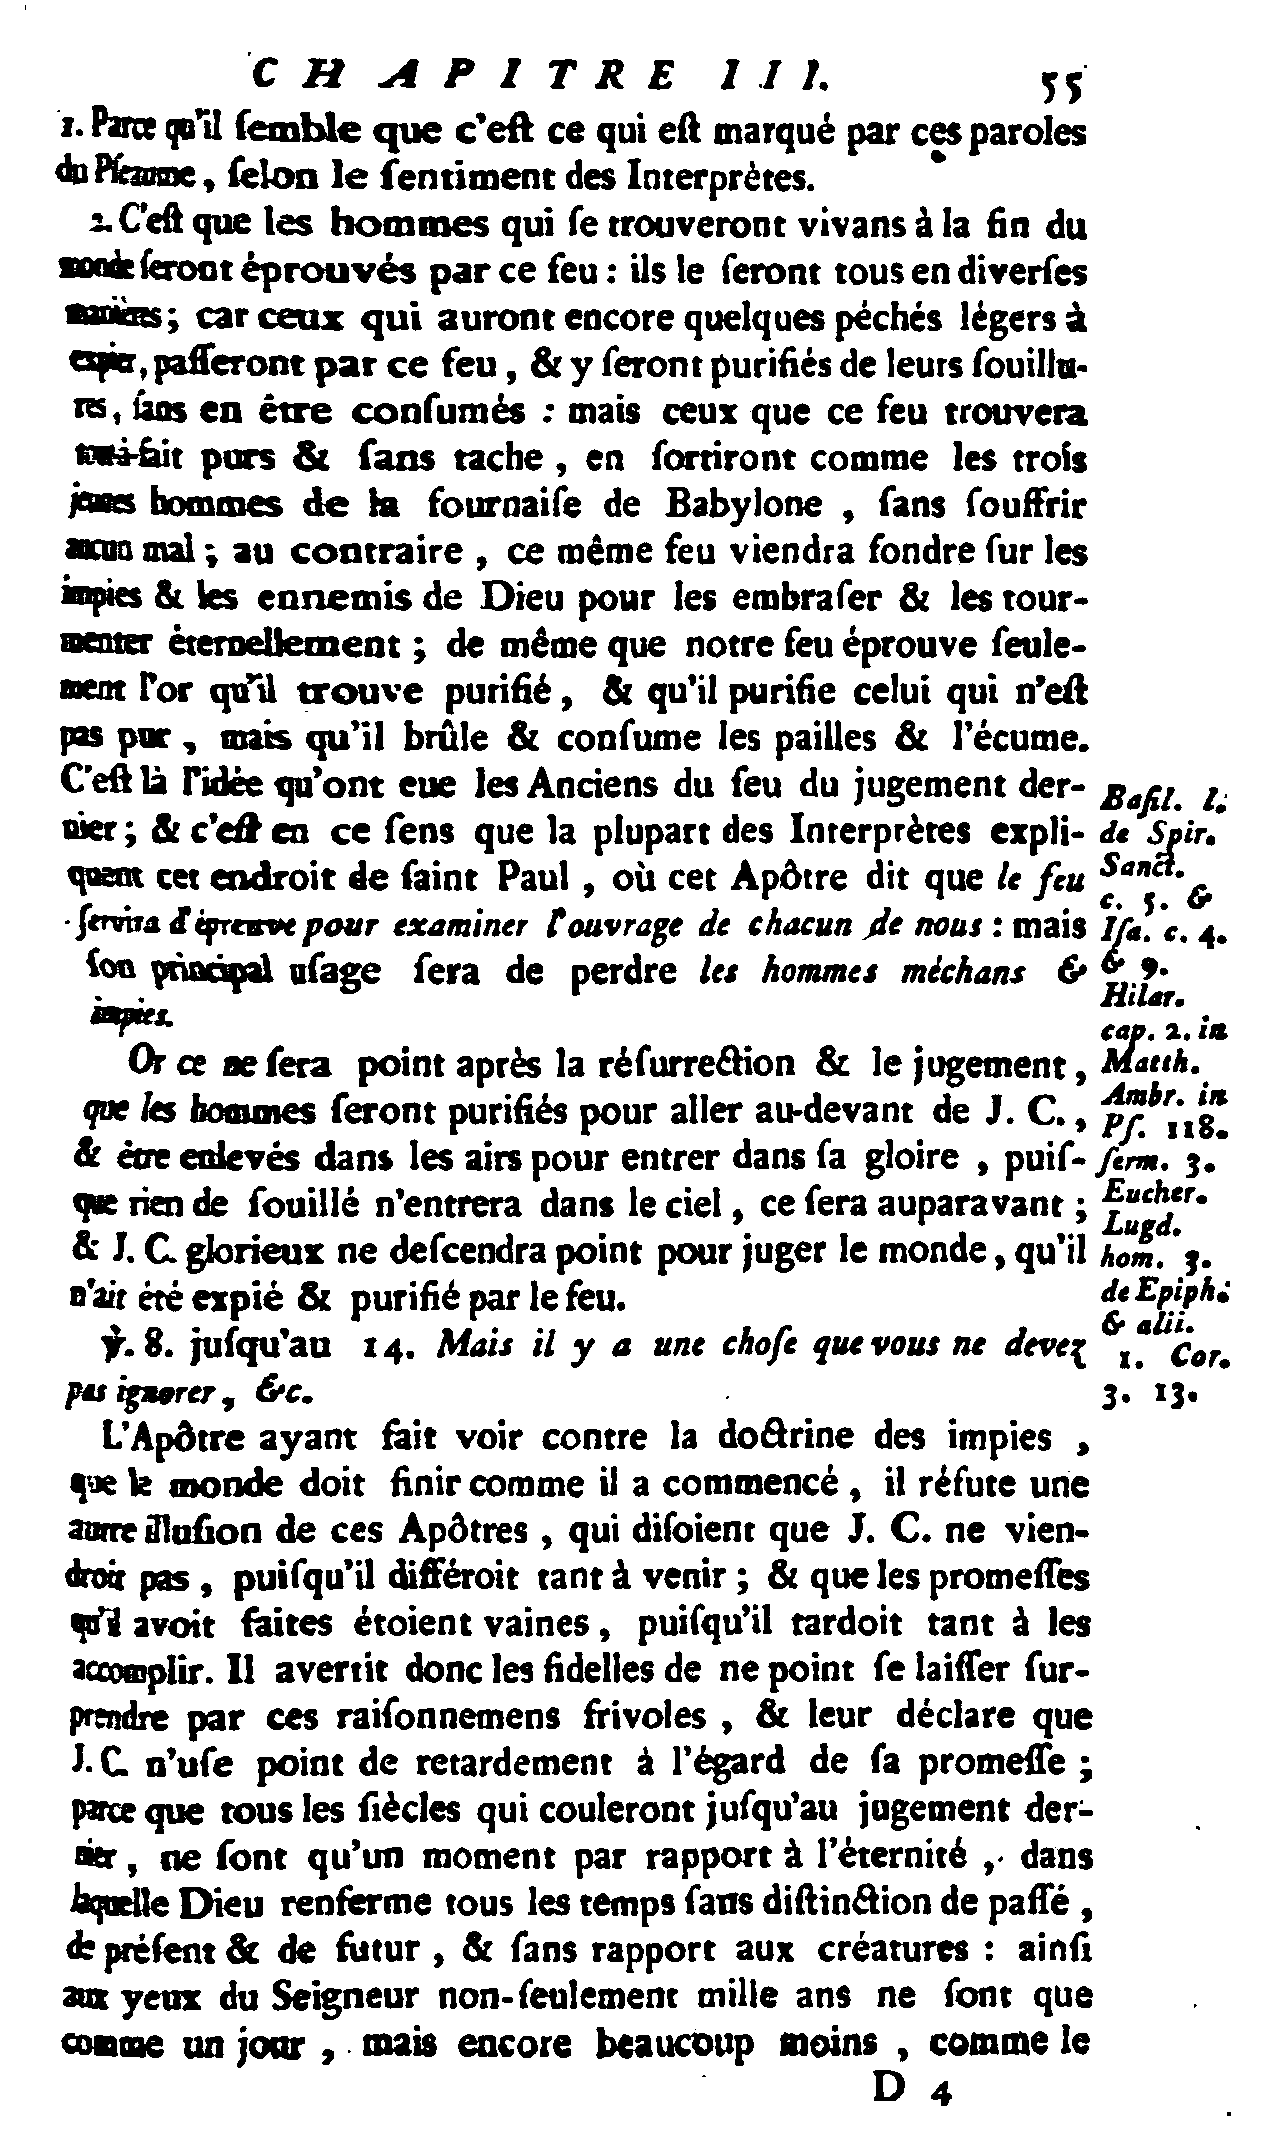 CHAPITRE III. 55
1. Parce qu'il ſemble que c'eſt ce qui eſt marqué par ces paroles
du Pſeaume, ſelon le ſentiment des Interprètes.
2. C'eſt que les hommes qui ſe trouveront vivans à la fin du
monde ſeront éprouvés par ce feu : ils le ſeront tous en diverſes
manières ; car ceux qui auront encore quelques péchés légers à
expier, paſſeront par ce feu, & y ſeront purifiés de leurs ſouillu-
res, ſans en être conſumés : mais ceux que ce feu trouvera
tout-à-fait purs & ſans tache, en ſortiront comme les trois
jeunes hommes de la fournaiſe de Babylone, ſans ſouffrir
aucun mal ; au contraire, ce même feu viendra fondre ſur les
impies & les ennemis de Dieu pour les embraſer & les tour-
menter éternellement ; de même que notre feu éprouve ſeule-
ment l'or qu'il trouve purifié, & qu'il purifie celui qui n'eſt
pas pur, mais qu'il brûle & conſume les pailles & l'écume.
C'eſt là l'idée qu'ont eue les Anciens du feu du jugement der-
nier ; & c'eſt en ce ſens que la plupart des Interprètes expli-
quent cet endroit de ſaint Paul, où cet Apôtre dit que le feu
ſervira d'épreuve pour examiner l'ouvrage de chacun de nous : mais
ſon principal uſage ſera de perdre les hommes méchans &
impies.
Or ce ne ſera point après la réſurrection & le jugement,
que les hommes ſeront purifiés pour aller au-devant de J. C.,
& être enlevés dans les airs pour entrer dans ſa gloire, puiſ-
que rien de ſouillé n'entrera dans le ciel, ce ſera auparavant ;
& J. C. glorieux ne deſcendra point pour juger le monde, qu'il
n'ait été expié & purifié par le feu.
℣. 8. juſqu'au 14. Mais il y a une choſe que vous ne devez
pas ignorer, &c.
L'Apôtre ayant fait voir contre la doctrine des impies,
que le monde doit finir comme il a commencé, il réfute une
autre illuſion de ces Apôtres, qui diſoient que J. C. ne vien-
droit pas, puiſqu'il différoit tant à venir ; & que les promeſſes
qu'il avoit faites étoient vaines, puiſqu'il tardoit tant à les
accomplir. Il avertit donc les fidelles de ne point ſe laiſſer ſur-
prendre par ces raiſonnemens frivoles, & leur déclare que
J. C. n'uſe point de retardement à l'égard de ſa promeſſe ;
parce que tous les ſiècles qui couleront juſqu'au jugement der-
nier, ne ſont qu'un moment par rapport à l'éternité, dans
laquelle Dieu renferme tous les temps ſans diſtinction de paſſé,
de préſent & de futur, & ſans rapport aux créatures : ainſi
aux yeux du Seigneur non-ſeulement mille ans ne ſont que
comme un jour, mais encore beaucoup moins, comme le
D 4
Baſil. l.
de Spir.
Sanct.
c. 5. &
Iſa. c. 4.
& 9.
Hilar.
cap. 2. in
Matth.
Ambr. in
Pſ. 118.
ſerm. 3.
Eucher.
Lugd.
hom. 3.
de Epiph.
& alii.
1. Cor.
3. 13.